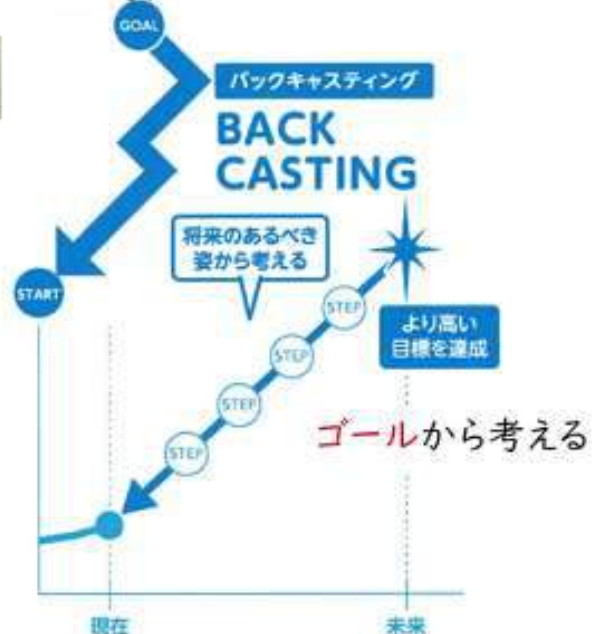 GOAL
バックキャスティング
BACK
CASTING
将来のあるべき
姿から考える
START
STEP
より高い
目標を達成
STEP
STEP
ゴールから考える
STEP
現在
未来